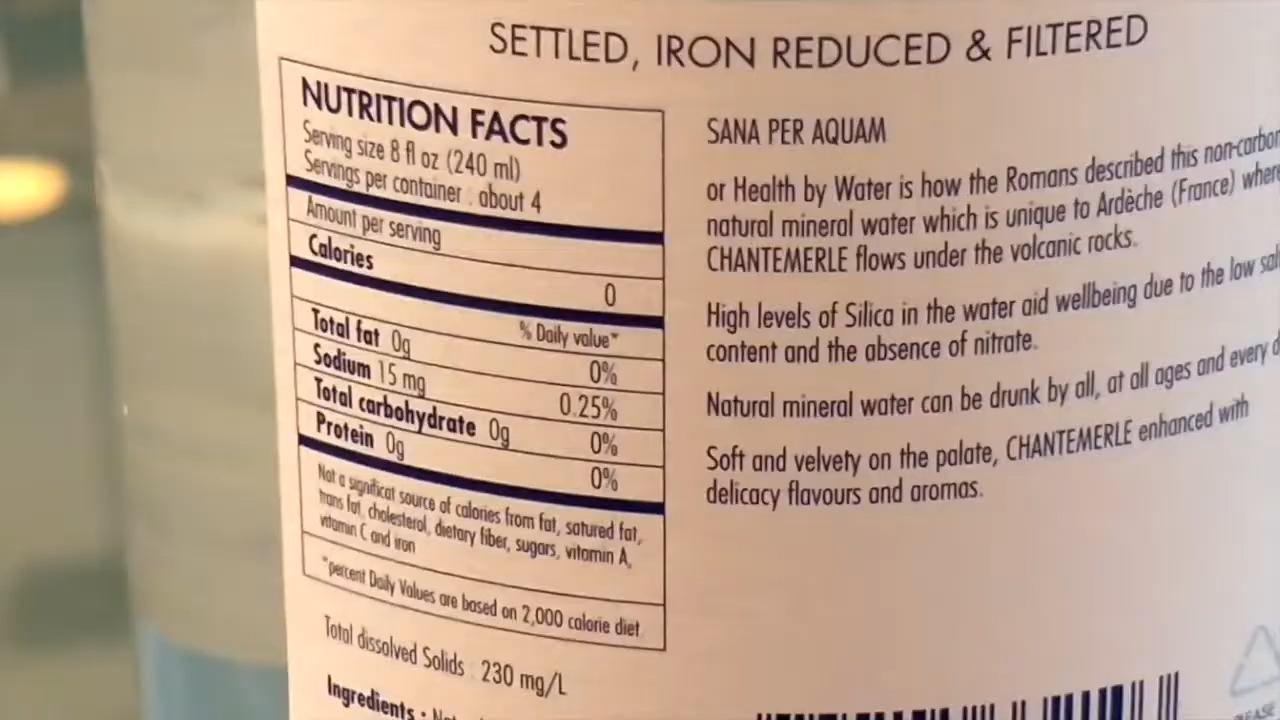 SETTLED, IRON REDUCED & FILTERED
NUTRITION FACTS
Serving size 8 fl oz (240 ml)
Servings per container : about 4
Amount per serving
Calories
0
% Daily value*
Total fat 0g 0%
Sodium 15 mg 0.25%
Total carbohydrate 0g 0%
Protein 0g 0%
Not a significat source of calories from fat, satured fat,
trans fat, cholesterol, dietary fiber, sugars, vitamin A,
vitamin C and iron
*percent Daily Values are based on 2,000 calorie diet
Total dissolved Solids : 230 mg/L
Ingredients •
SANA PER AQUAM
or Health by Water is how the Romans described this
natural mineral water which is unique to Ardèche (France)
CHANTEMERLE flows under the volcanic rocks.
High levels of Silica in the water aid wellbeing due to the low
content and the absence of nitrate.
Natural mineral water can be drunk by all, at all ages and every
Soft and velvety on the palate, CHANTEMERLE enhanced with
delicacy flavours and aromas.